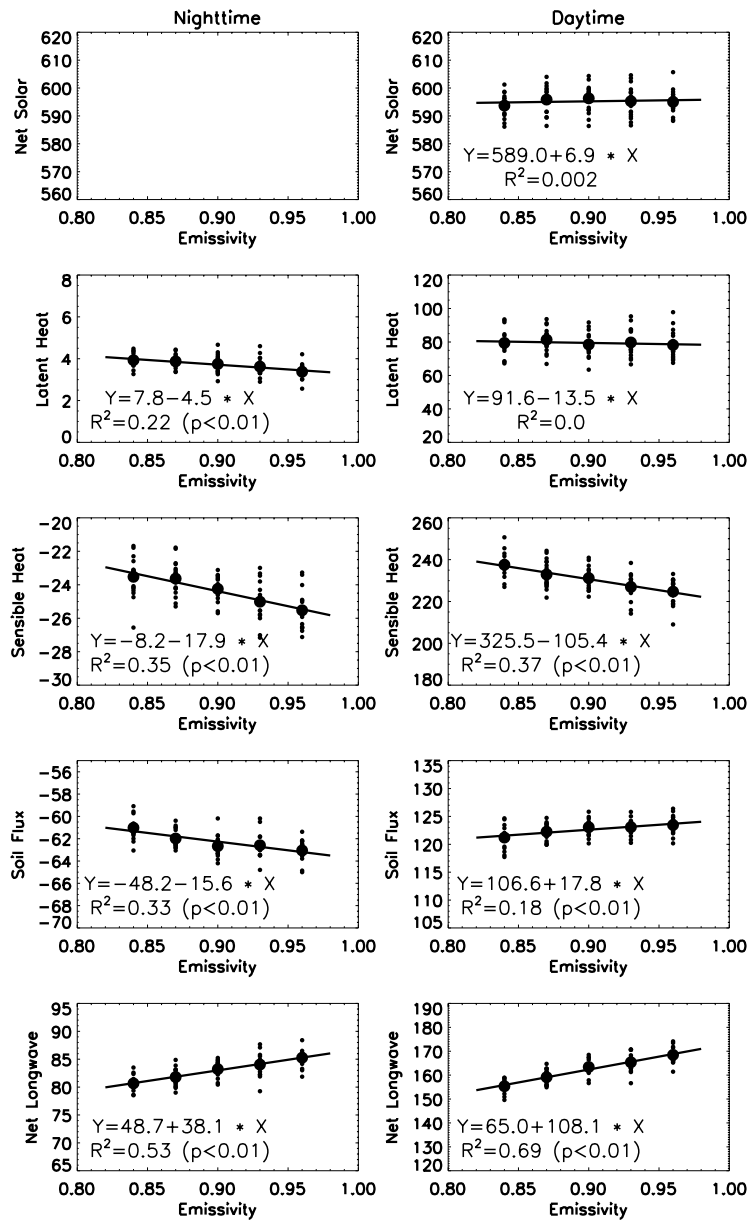 Nighttime
Daytime
Net Solar
620
610
600
590
580
570
560
0.80 0.85 0.90 0.95 1.00
Emissivity
Net Solar
620
610
600
590
580
570
560
Y=589.0+6.9 * X
R²=0.002
0.80 0.85 0.90 0.95 1.00
Emissivity
Latent Heat
8
6
4
2
0
Y=7.8−4.5 * X
R²=0.22 (p<0.01)
0.80 0.85 0.90 0.95 1.00
Emissivity
Latent Heat
120
100
80
60
40
20
Y=91.6−13.5 * X
R²=0.0
0.80 0.85 0.90 0.95 1.00
Emissivity
Sensible Heat
−20
−22
−24
−26
−28
−30
Y=−8.2−17.9 * X
R²=0.35 (p<0.01)
0.80 0.85 0.90 0.95 1.00
Emissivity
Sensible Heat
260
240
220
200
180
Y=325.5−105.4 * X
R²=0.37 (p<0.01)
0.80 0.85 0.90 0.95 1.00
Emissivity
Soil Flux
−56
−58
−60
−62
−64
−66
−68
−70
Y=−48.2−15.6 * X
R²=0.33 (p<0.01)
0.80 0.85 0.90 0.95 1.00
Emissivity
Soil Flux
135
130
125
120
115
110
105
Y=106.6+17.8 * X
R²=0.18 (p<0.01)
0.80 0.85 0.90 0.95 1.00
Emissivity
Net Longwave
95
90
85
80
75
70
65
Y=48.7+38.1 * X
R²=0.53 (p<0.01)
0.80 0.85 0.90 0.95 1.00
Emissivity
Net Longwave
190
180
170
160
150
140
130
120
Y=65.0+108.1 * X
R²=0.69 (p<0.01)
0.80 0.85 0.90 0.95 1.00
Emissivity